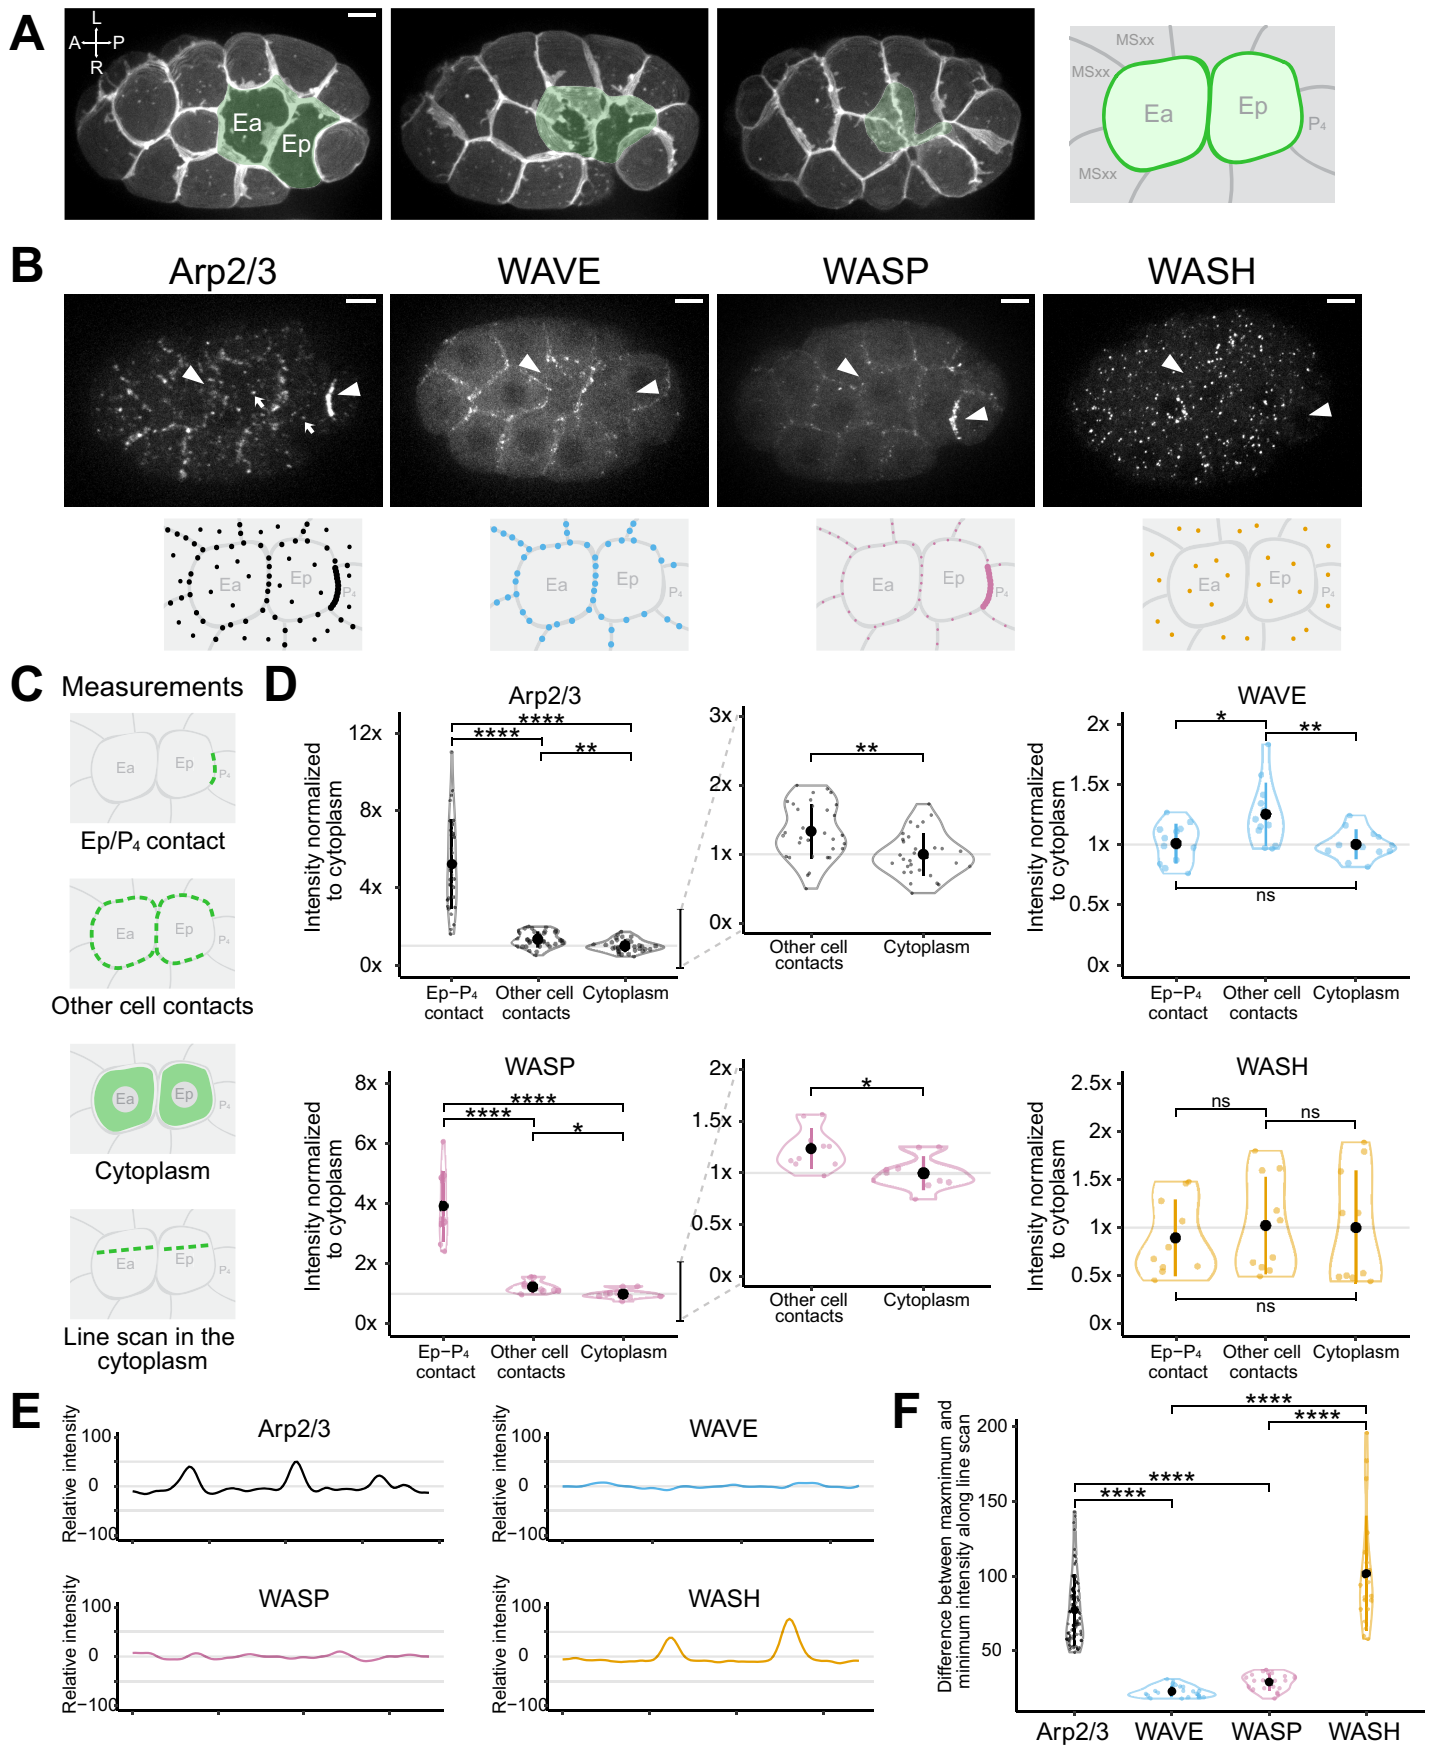 A
L
A P
R
Ea
Ep
MSxx
MSxx
MSxx
Ea
Ep
P4
B
Arp2/3
WAVE
WASP
WASH
Ea
Ep
P4
Ea
Ep
P4
Ea
Ep
P4
Ea
Ep
P4
C
Measurements
Ea
Ep
P4
Ep/P4 contact
Ea
Ep
P4
Other cell contacts
Ea
Ep
P4
Cytoplasm
Ea
Ep
P4
Line scan in the
cytoplasm
D
Arp2/3
Intensity normalized
to cytoplasm
12x
8x
4x
0x
****
****
**
Ep−P4
contact
Other cell
contacts
Cytoplasm
3x
2x
1x
0x
**
Other cell
contacts
Cytoplasm
WAVE
Intensity normalized
to cytoplasm
2x
1.5x
1x
0.5x
0x
*
**
ns
Ep−P4
contact
Other cell
contacts
Cytoplasm
WASP
Intensity normalized
to cytoplasm
8x
6x
4x
2x
0x
****
****
*
Ep−P4
contact
Other cell
contacts
Cytoplasm
2x
1.5x
1x
0.5x
0x
*
Other cell
contacts
Cytoplasm
WASH
Intensity normalized
to cytoplasm
2.5x
2x
1.5x
1x
0.5x
0x
ns
ns
ns
Ep−P4
contact
Other cell
contacts
Cytoplasm
E
Arp2/3
Relative intensity
100
0
−100
WAVE
Relative intensity
100
0
−100
WASP
Relative intensity
100
0
−100
WASH
Relative intensity
100
0
−100
F
Difference between maxmimum and
minimum intensity along line scan
200
150
100
50
****
****
****
****
Arp2/3
WAVE
WASP
WASH